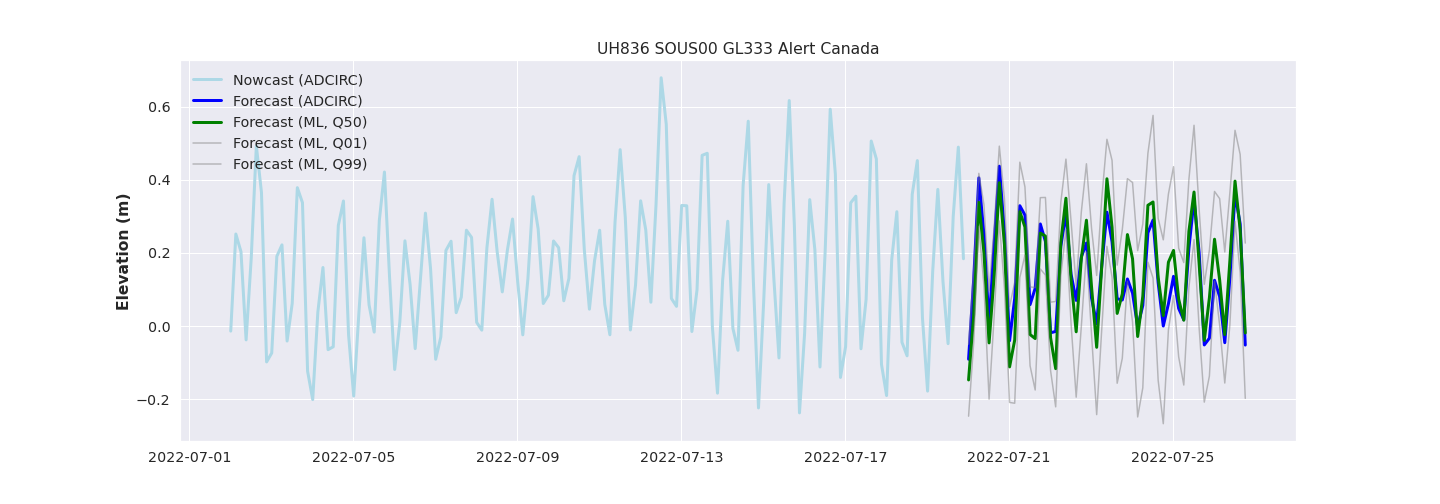 UH836 SOUS00 GL333 Alert Canada
Nowcast (ADCIRC)
Forecast (ADCIRC)
Forecast (ML, Q50)
Forecast (ML, Q01)
Forecast (ML, Q99)
Elevation (m)
0.6
0.4
0.2
0.0
−0.2
2022-07-01 2022-07-05 2022-07-09 2022-07-13 2022-07-17 2022-07-21 2022-07-25